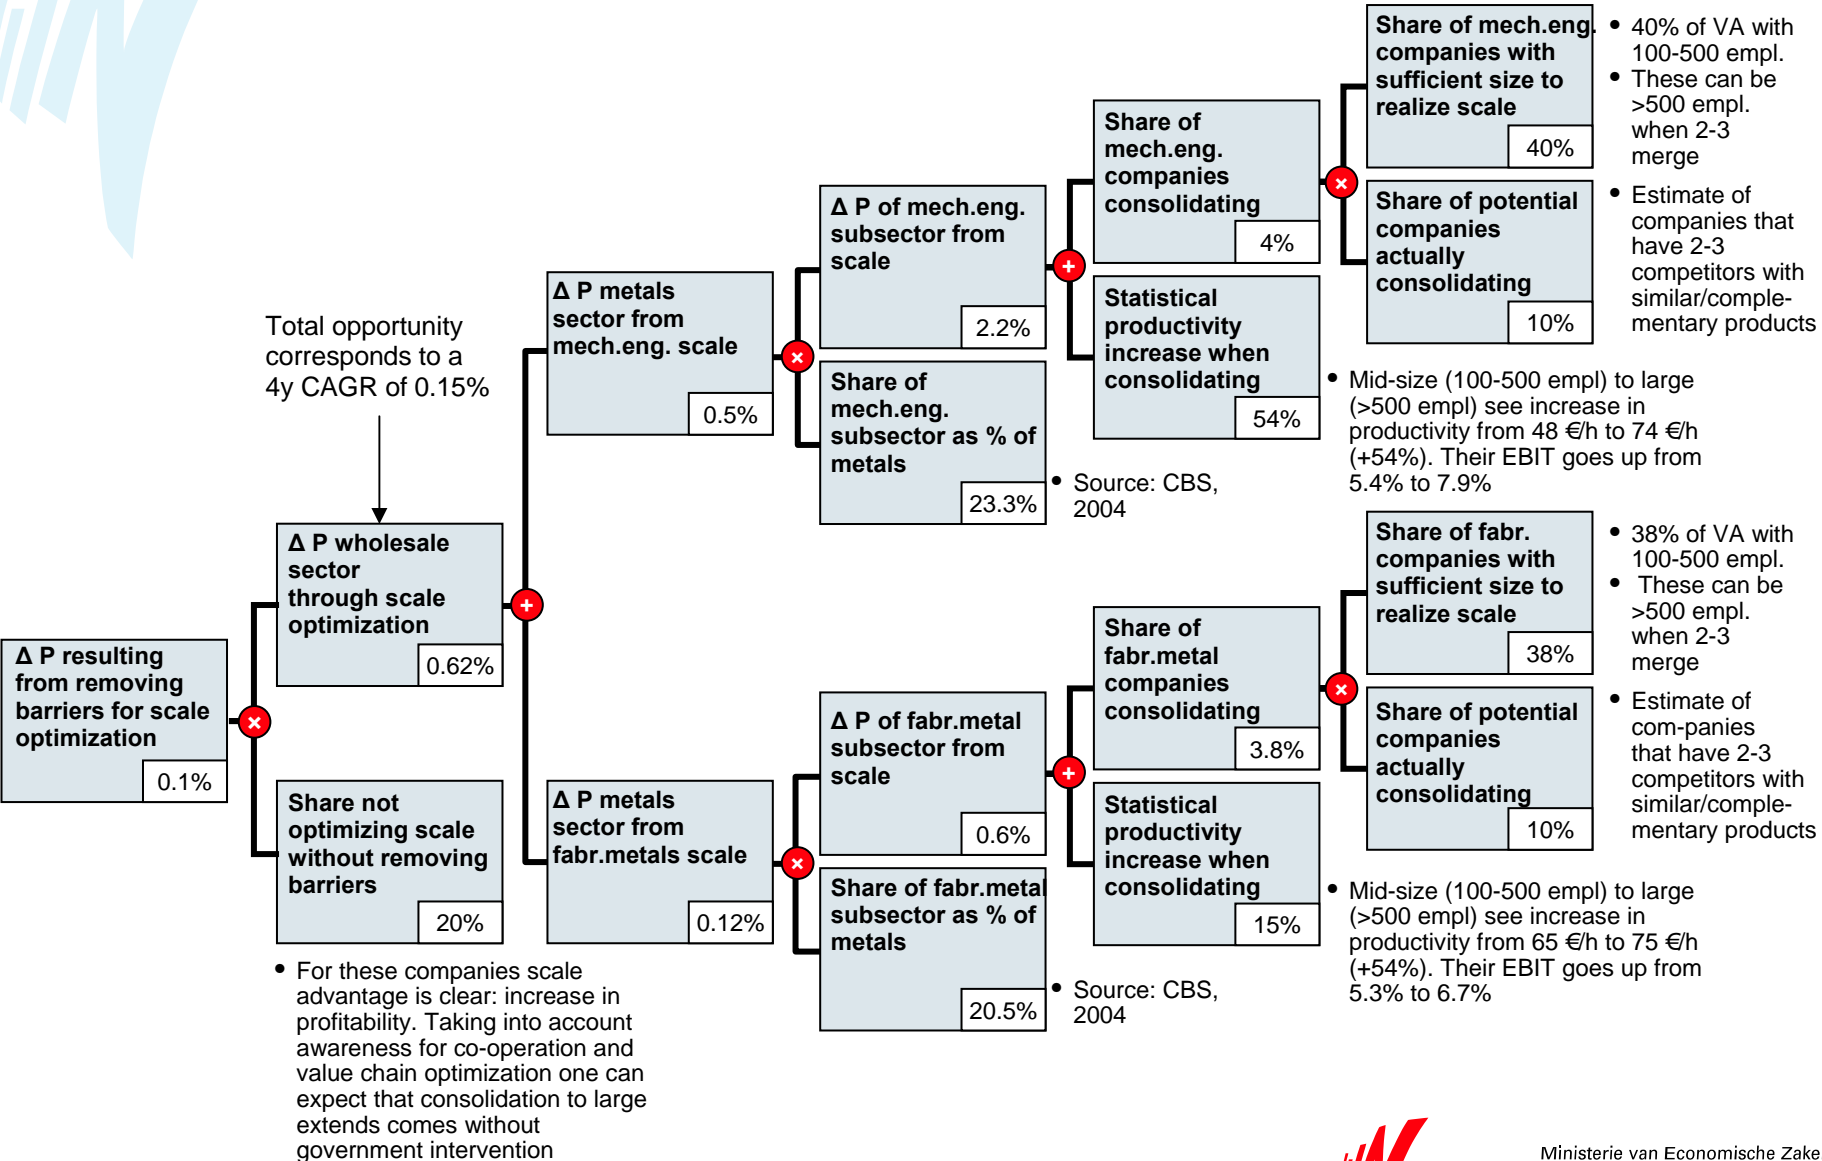 Share of mech.eng.
companies with
sufficient size to
realize scale
40%
• 40% of VA with
100-500 empl.
• These can be
>500 empl.
when 2-3
merge
Share of
mech.eng.
companies
consolidating
4%
×
Share of potential
companies
actually
consolidating
10%
• Estimate of
companies that
have 2-3
competitors with
similar/comple-
mentary products
Δ P of mech.eng.
subsector from
scale
2.2%
+
Statistical
productivity
increase when
consolidating
54%
• Mid-size (100-500 empl) to large
(>500 empl) see increase in
productivity from 48 €/h to 74 €/h
(+54%). Their EBIT goes up from
5.4% to 7.9%
Δ P metals
sector from
mech.eng. scale
0.5%
×
Share of
mech.eng.
subsector as % of
metals
23.3%
• Source: CBS,
2004
Total opportunity
corresponds to a
4y CAGR of 0.15%
Δ P wholesale
sector
through scale
optimization
0.62%
+
Δ P resulting
from removing
barriers for scale
optimization
0.1%
×
Share not
optimizing scale
without removing
barriers
20%
• For these companies scale
advantage is clear: increase in
profitability. Taking into account
awareness for co-operation and
value chain optimization one can
expect that consolidation to large
extends comes without
government intervention
Δ P metals
sector from
fabr.metals scale
0.12%
×
Δ P of fabr.metal
subsector from
scale
0.6%
+
Share of fabr.metal
subsector as % of
metals
20.5%
• Source: CBS,
2004
Share of
fabr.metal
companies
consolidating
3.8%
×
Statistical
productivity
increase when
consolidating
15%
• Mid-size (100-500 empl) to large
(>500 empl) see increase in
productivity from 65 €/h to 75 €/h
(+54%). Their EBIT goes up from
5.3% to 6.7%
Share of fabr.
companies with
sufficient size to
realize scale
38%
• 38% of VA with
100-500 empl.
• These can be
>500 empl.
when 2-3
merge
Share of potential
companies
actually
consolidating
10%
• Estimate of
com-panies
that have 2-3
competitors with
similar/comple-
mentary products
Ministerie van Economische Zake